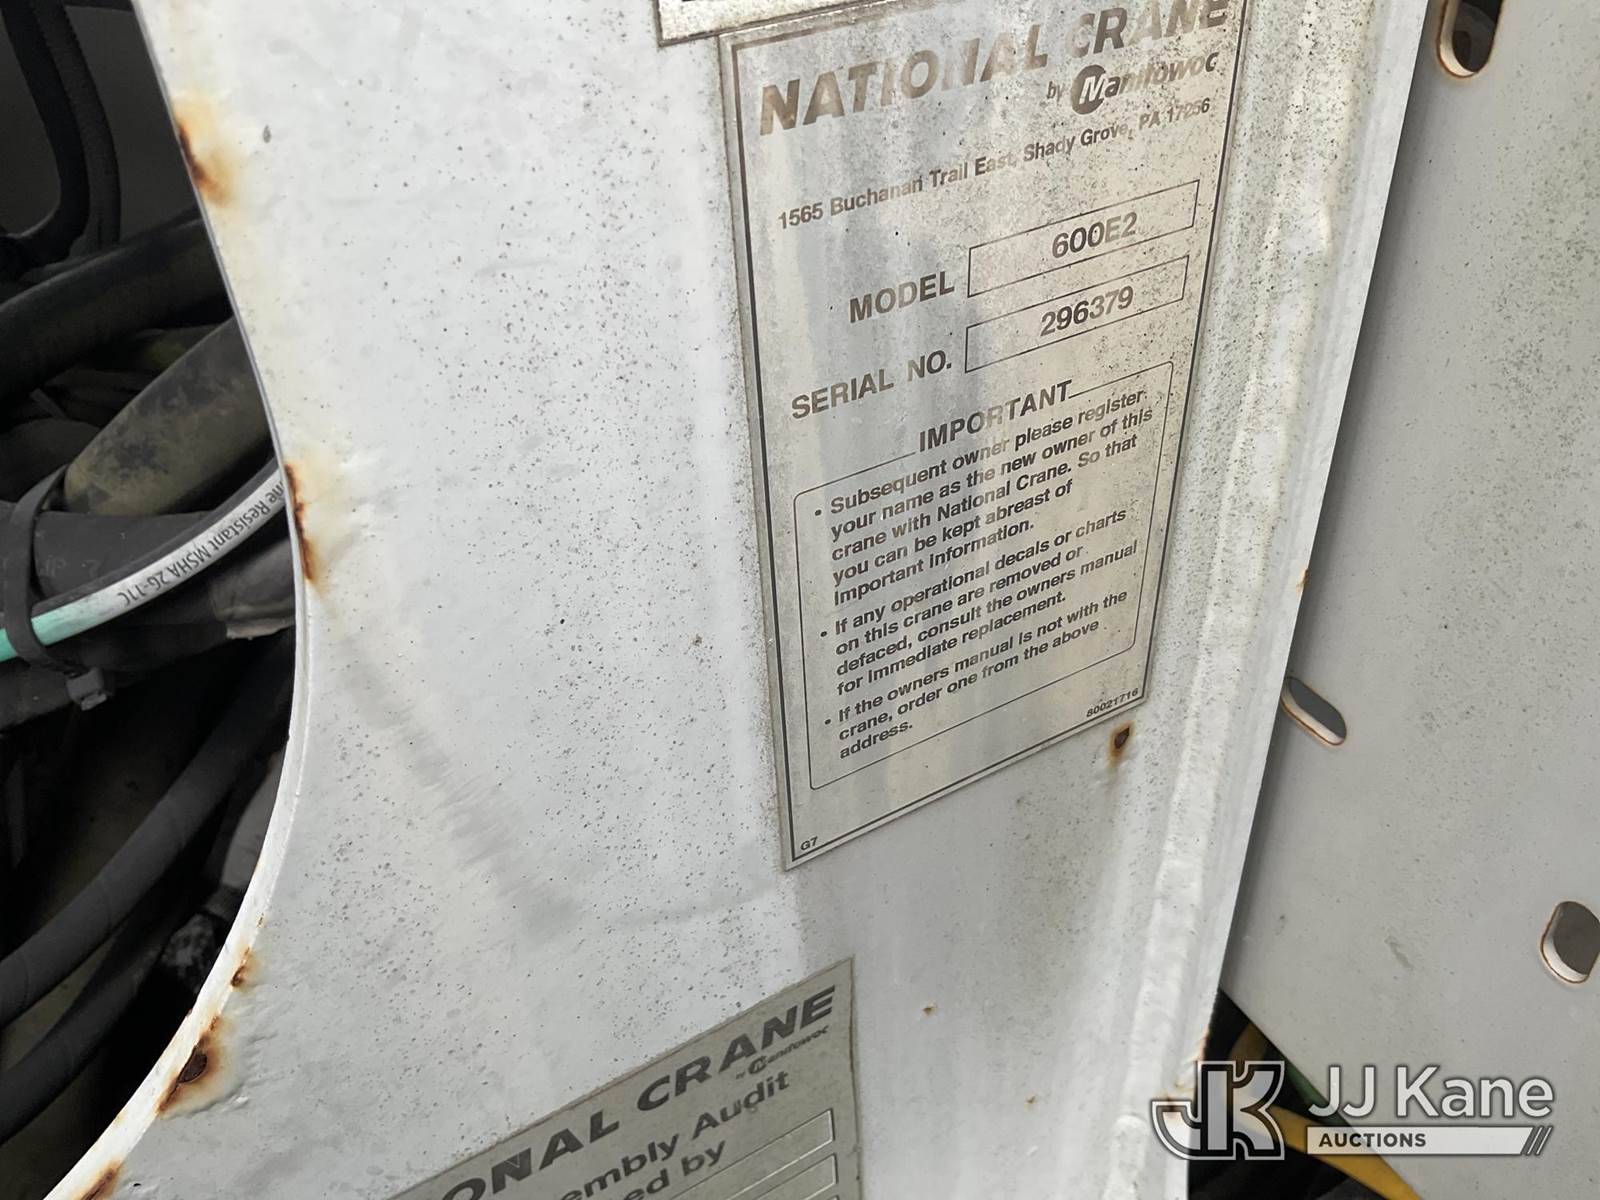 NATIONAL CRANE
by Manitowoc
1565 Buchanan Trail East, Shady Grove, PA 17256
MODEL 600E2
SERIAL NO. 296379
IMPORTANT
• Subsequent owner please register
your name as the new owner of this
crane with National Crane. So that
you can be kept abreast of
important information.
• If any operational decals or charts
on this crane are removed or
defaced, consult the owners manual
for immediate replacement.
• If the owners manual is not with the
crane, order one from the above
address.
80021716
G7
ne Resistant MSHA 2G-11C
ONAL CRANE
by Manitowoc
embly Audit
ed by
JJ Kane
AUCTIONS